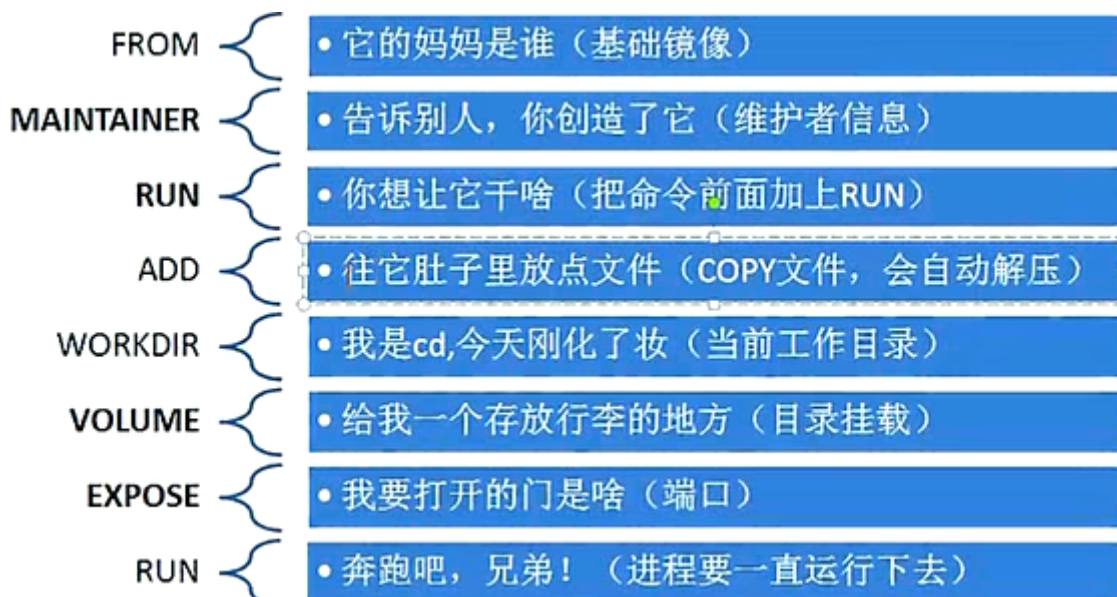 FROM • 它的妈妈是谁（基础镜像）
MAINTAINER • 告诉别人，你创造了它（维护者信息）
RUN • 你想让它干啥（把命令前面加上RUN）
ADD • 往它肚子里放点文件（COPY文件，会自动解压）
WORKDIR • 我是cd,今天刚化了妆（当前工作目录）
VOLUME • 给我一个存放行李的地方（目录挂载）
EXPOSE • 我要打开的门是啥（端口）
RUN • 奔跑吧，兄弟！（进程要一直运行下去）